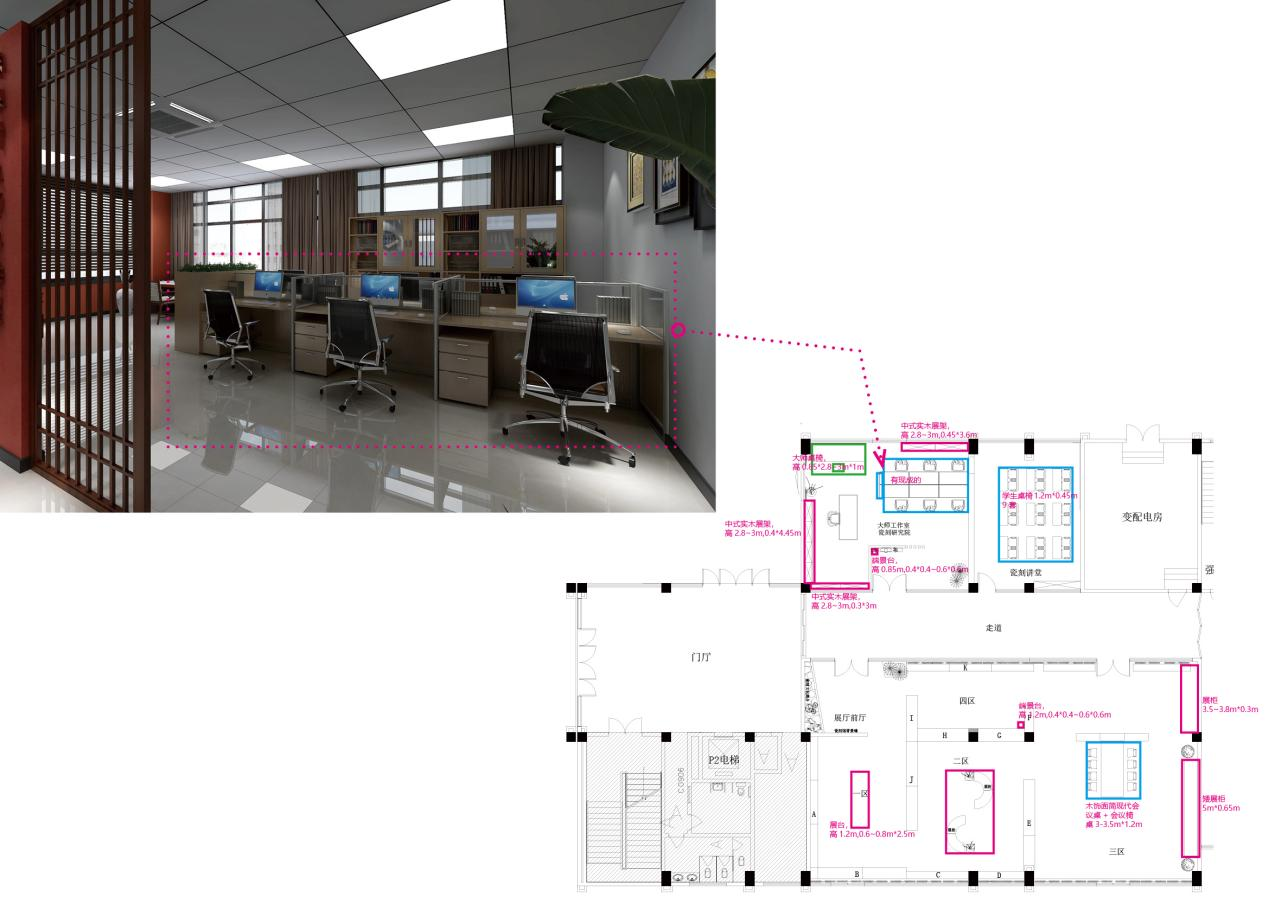 中式实木展架，
高 2.8~3m,0.45*3.6m
大师桌椅，
高 0.85*2.8~3m*1m
有现成的
学生桌椅 1.2m*0.45m
9 套
变配电房
中式实木展架，
高 2.8~3m,0.4*4.45m
大师工作室
瓷刻研究院
端景台，
高 0.85m,0.4*0.4~0.6*0.6m
瓷刻讲堂
强
中式实木展架，
高 2.8~3m,0.3*3m
走道
门厅
K
四区
展柜
3.5~3.8m*0.3m
端景台，
高 1.2m,0.4*0.4~0.6*0.6m
展厅前厅
I
F
H
G
P2电梯
二区
C0906
J
一区
A
展台，
高 1.2m,0.6~0.8m*2.5m
E
木饰面简现代会
议桌 + 会议椅
桌 3-3.5m*1.2m
矮展柜
5m*0.65m
三区
B
C
D